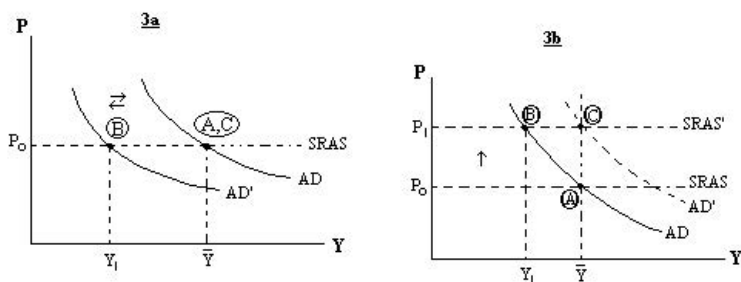 3a
P
B
A,C
P₀
SRAS
AD
AD'
Y
Y₁
Ȳ
3b
P
B
C
P₁
SRAS'
↑
P₀
SRAS
A
AD'
AD
Y
Y₁
Ȳ